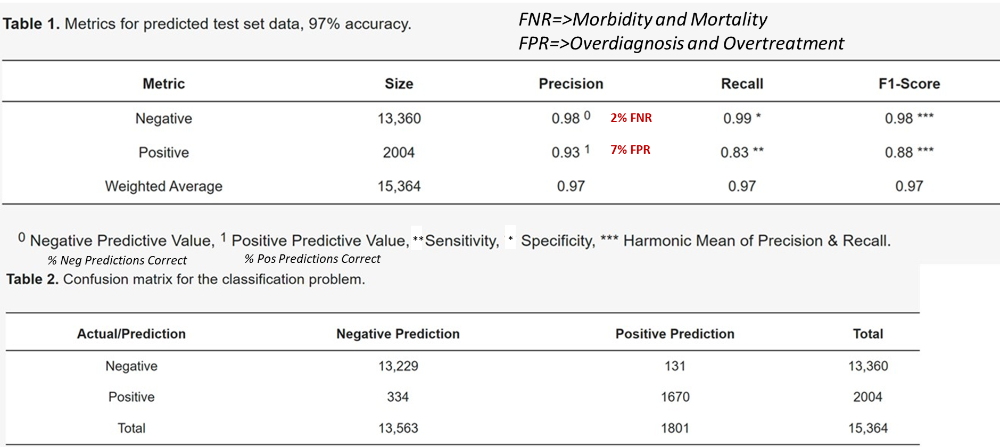 Table 1. Metrics for predicted test set data, 97% accuracy.
FNR=>Morbidity and Mortality
FPR=>Overdiagnosis and Overtreatment
Metric Size Precision Recall F1-Score
Negative 13,360 0.98 0 2% FNR 0.99 * 0.98 ***
Positive 2004 0.93 1 7% FPR 0.83 ** 0.88 ***
Weighted Average 15,364 0.97 0.97 0.97
0 Negative Predictive Value, 1 Positive Predictive Value, **Sensitivity, * Specificity, *** Harmonic Mean of Precision & Recall.
% Neg Predictions Correct % Pos Predictions Correct
Table 2. Confusion matrix for the classification problem.
Actual/Prediction Negative Prediction Positive Prediction Total
Negative 13,229 131 13,360
Positive 334 1670 2004
Total 13,563 1801 15,364